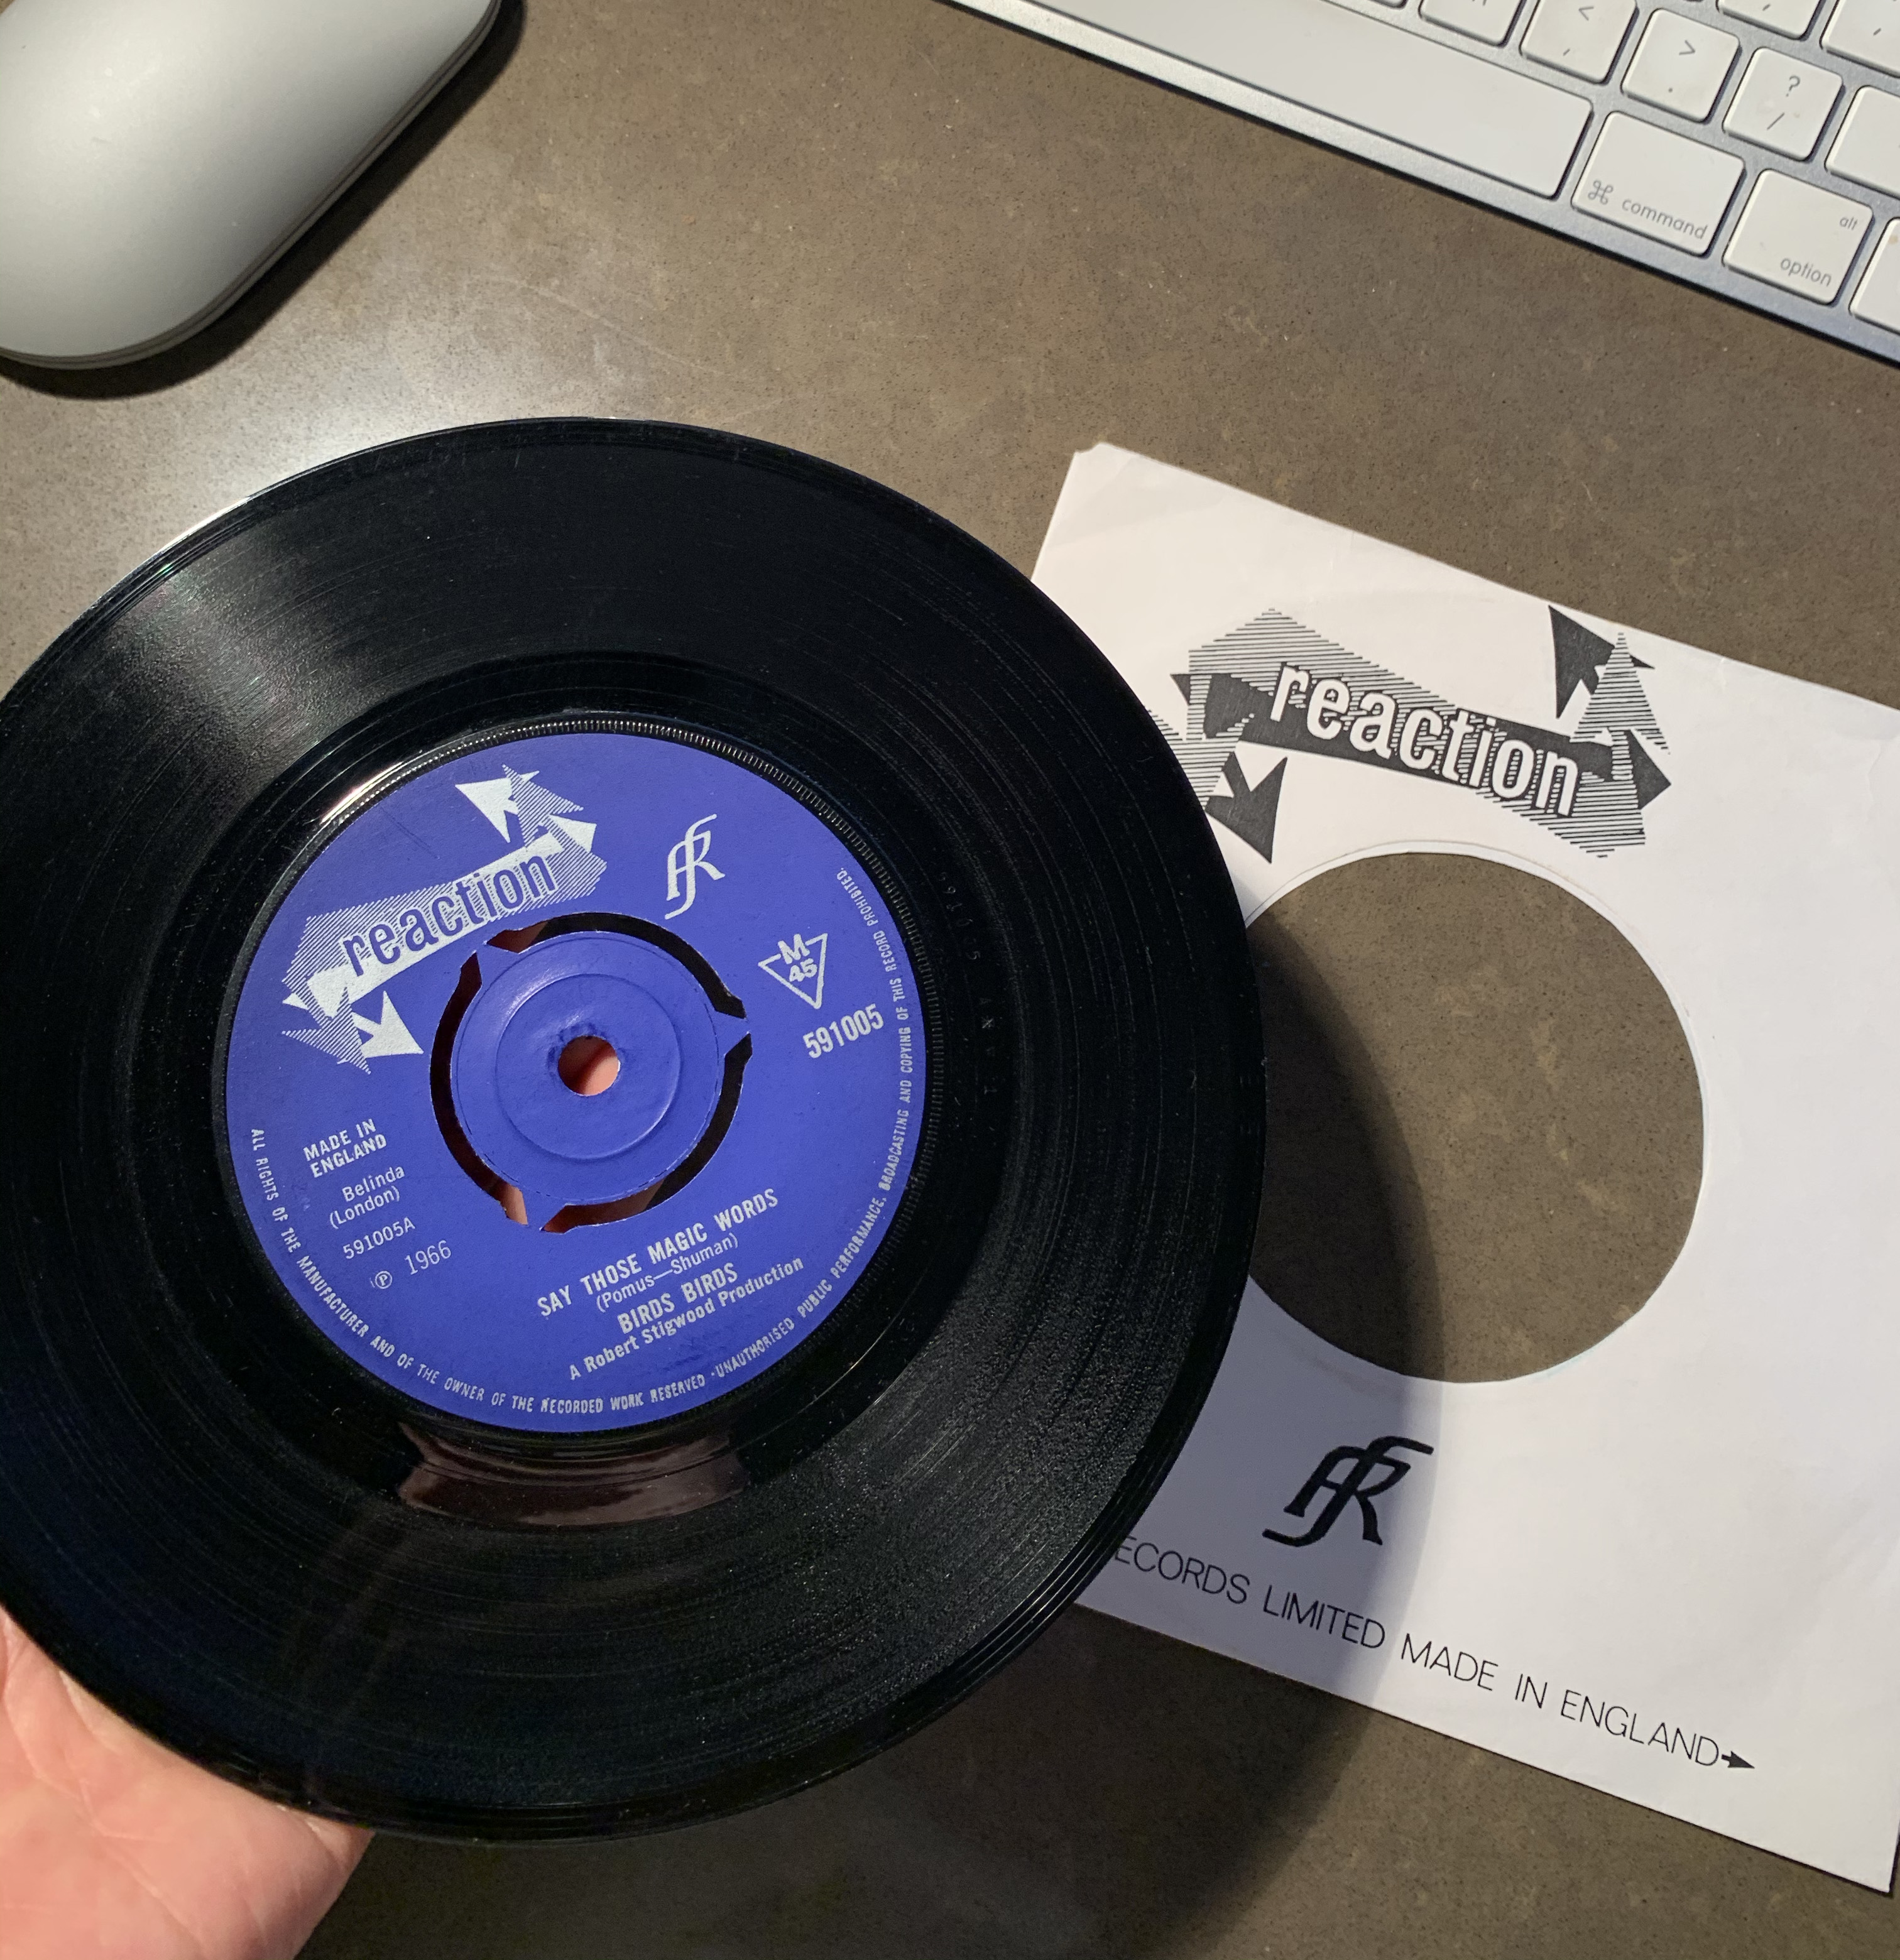 <
,
>
.
?
/
⌘ command
alt
option
reaction
ECORDS LIMITED MADE IN ENGLAND
reaction
M
45
591005
MADE IN
ENGLAND
Belinda
(London)
591005A
℗ 1966
SAY THOSE MAGIC WORDS
(Pomus—Shuman)
BIRDS BIRDS
A Robert Stigwood Production
ALL RIGHTS OF THE MANUFACTURER AND OF THE OWNER OF THE RECORDED WORK RESERVED · UNAUTHORISED PUBLIC PERFORMANCE, BROADCASTING AND COPYING OF THIS RECORD PROHIBITED.